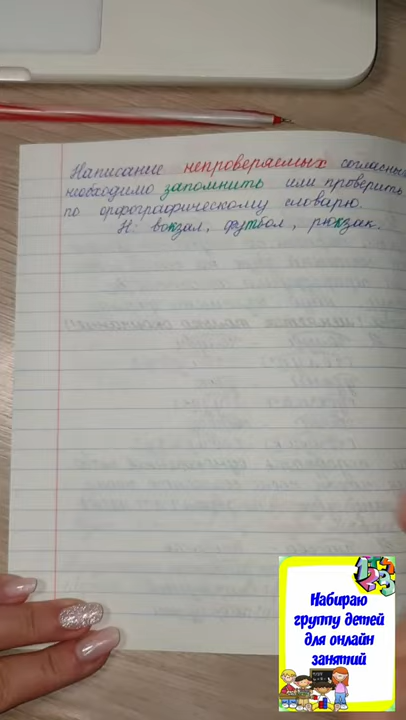 Написание непроверяемых согласных
необходимо запомнить или проверить
по орфографическому словарю.
Н: вокзал, футбол, рюкзак.
Набираю
группу детей
для онлайн
занятий